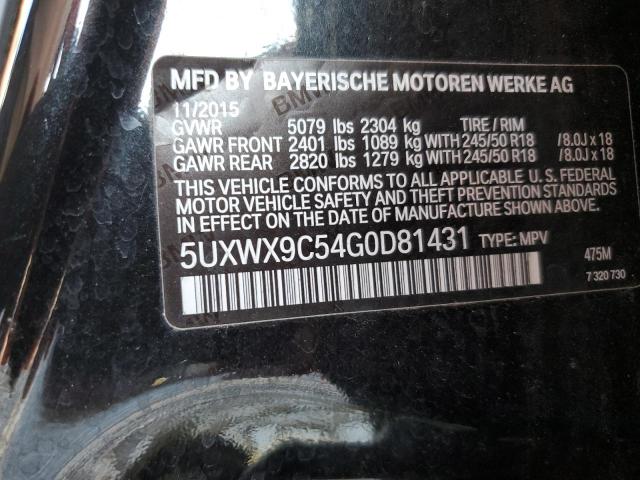 MFD BY BAYERISCHE MOTOREN WERKE AG
11/2015
GVWR 5079 lbs 2304 kg TIRE / RIM
GAWR FRONT 2401 lbs 1089 kg WITH 245/50 R18 / 8.0J x 18
GAWR REAR 2820 lbs 1279 kg WITH 245/50 R18 / 8.0J x 18
THIS VEHICLE CONFORMS TO ALL APPLICABLE U. S. FEDERAL
MOTOR VEHICLE SAFETY AND THEFT PREVENTION STANDARDS
IN EFFECT ON THE DATE OF MANUFACTURE SHOWN ABOVE.
5UXWX9C54G0D81431 TYPE: MPV 475M
7 320 730